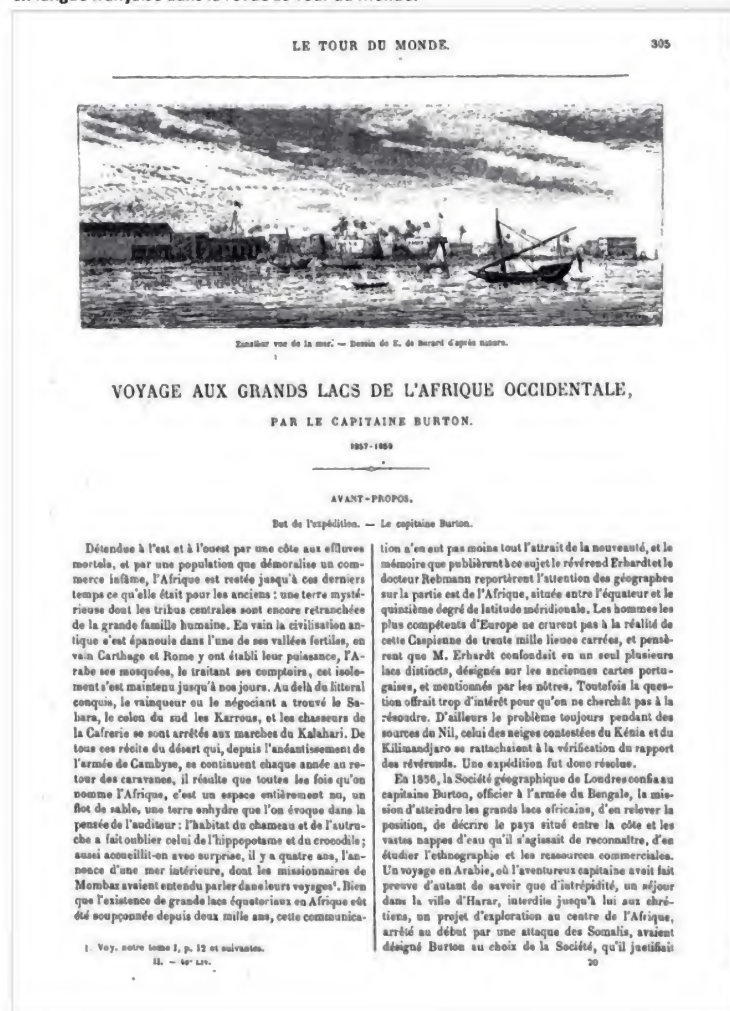 en langue française dans la revue Le Tour du Monde.
LE TOUR DU MONDE.
305
Zanzibar vue de la mer. — Dessin de E. de Berard d'après nature.
VOYAGE AUX GRANDS LACS DE L'AFRIQUE OCCIDENTALE,
PAR LE CAPITAINE BURTON.
1857-1859
AVANT-PROPOS.
But de l'expédition. — Le capitaine Burton.
Détendue à l'est et à l'ouest par une côte aux effluves
mortels, et par une population que démoralise un com-
merce infâme, l'Afrique est restée jusqu'à ces derniers
temps ce qu'elle était pour les anciens : une terre mysté-
rieuse dont les tribus centrales sont encore retranchées
de la grande famille humaine. En vain la civilisation an-
tique s'est épanouie dans l'une de ses vallées fertiles, en
vain Carthage et Rome y ont établi leur puissance, l'A-
rabe ses mosquées, le traitant ses comptoirs, cet isole-
ment s'est maintenu jusqu'à nos jours. Au delà du littoral
conquis, le vainqueur ou le négociant a trouvé le Sa-
hara, le colon du sud les Karrous, et les chasseurs de
la Cafrerie se sont arrêtés aux marches du Kalahari. De
tous ces récits du désert qui, depuis l'anéantissement de
l'armée de Cambyse, se continuent chaque année au re-
tour des caravanes, il résulte que toutes les fois qu'on
nomme l'Afrique, c'est un espace entièrement nu, un
flot de sable, une terre anhydre que l'on évoque dans la
pensée de l'auditeur : l'habitat du chameau et de l'autru-
che a fait oublier celui de l'hippopotame et du crocodile ;
aussi accueillit-on avec surprise, il y a quatre ans, l'an-
nonce d'une mer intérieure, dont les missionnaires de
Mombaz avaient entendu parler dans leurs voyages¹. Bien
que l'existence de grands lacs équatoriaux en Afrique eût
été soupçonnée depuis deux mille ans, cette communica-
1. Voy. notre tome I, p. 12 et suivantes.
II. — 46e LIV.
tion n'en eut pas moins tout l'attrait de la nouveauté, et le
mémoire que publièrent à ce sujet le révérend Erhardt et le
docteur Rebmann reportèrent l'attention des géographes
sur la partie est de l'Afrique, située entre l'équateur et le
quinzième degré de latitude méridionale. Les hommes les
plus compétents d'Europe ne crurent pas à la réalité de
cette Caspienne de trente mille lieues carrées, et pensè-
rent que M. Erhardt confondait en un seul plusieurs
lacs distincts, désignés sur les anciennes cartes portu-
gaises, et mentionnés par les nôtres. Toutefois la ques-
tion offrait trop d'intérêt pour qu'on ne cherchât pas à la
résoudre. D'ailleurs le problème toujours pendant des
sources du Nil, celui des neiges contestées du Kénia et du
Kilimandjaro se rattachaient à la vérification du rapport
des révérends. Une expédition fut donc résolue.
En 1856, la Société géographique de Londres confia au
capitaine Burton, officier à l'armée du Bengale, la mis-
sion d'atteindre les grands lacs africains, d'en relever la
position, de décrire le pays situé entre la côte et les
vastes nappes d'eau qu'il s'agissait de reconnaître, d'en
étudier l'ethnographie et les ressources commerciales.
Un voyage en Arabie, où l'aventureux capitaine avait fait
preuve d'autant de savoir que d'intrépidité, un séjour
dans la ville d'Harar, interdite jusqu'à lui aux chré-
tiens, un projet d'exploration au centre de l'Afrique,
arrêté au début par une attaque des Somalis, avaient
désigné Burton au choix de la Société, qu'il justifiait
20